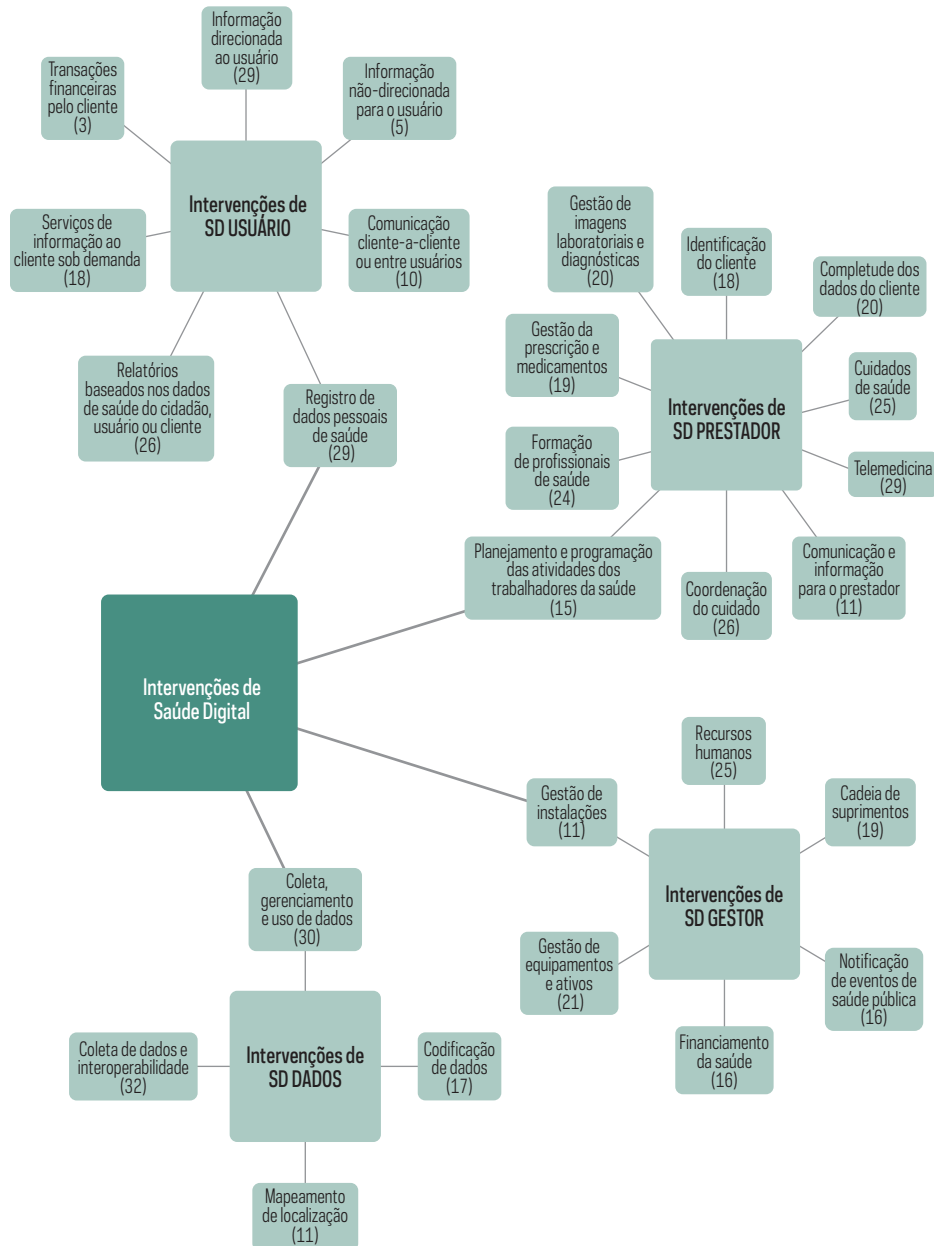 Informação
direcionada
ao usuário
(29)
Transações
financeiras
pelo cliente
(3)
Informação
não-direcionada
para o usuário
(5)
Intervenções de
SD USUÁRIO
Serviços de
informação ao
cliente sob demanda
(18)
Comunicação
cliente-a-cliente
ou entre usuários
(10)
Relatórios
baseados nos dados
de saúde do cidadão,
usuário ou cliente
(26)
Registro de
dados pessoais
de saúde
(29)
Gestão de
imagens
laboratoriais e
diagnósticas
(20)
Identificação
do cliente
(18)
Completude dos
dados do cliente
(20)
Gestão da
prescrição e
medicamentos
(19)
Intervenções de
SD PRESTADOR
Cuidados
de saúde
(25)
Formação
de profissionais
de saúde
(24)
Telemedicina
(29)
Planejamento e programação
das atividades dos
trabalhadores da saúde
(15)
Coordenação
do cuidado
(26)
Comunicação e
informação
para o prestador
(11)
Intervenções de
Saúde Digital
Recursos
humanos
(25)
Gestão de
instalações
(11)
Cadeia de
suprimentos
(19)
Intervenções de
SD GESTOR
Gestão de
equipamentos
e ativos
(21)
Notificação
de eventos de
saúde pública
(16)
Financiamento
da saúde
(16)
Coleta,
gerenciamento
e uso de dados
(30)
Coleta de dados e
interoperabilidade
(32)
Intervenções de
SD DADOS
Codificação
de dados
(17)
Mapeamento
de localização
(11)